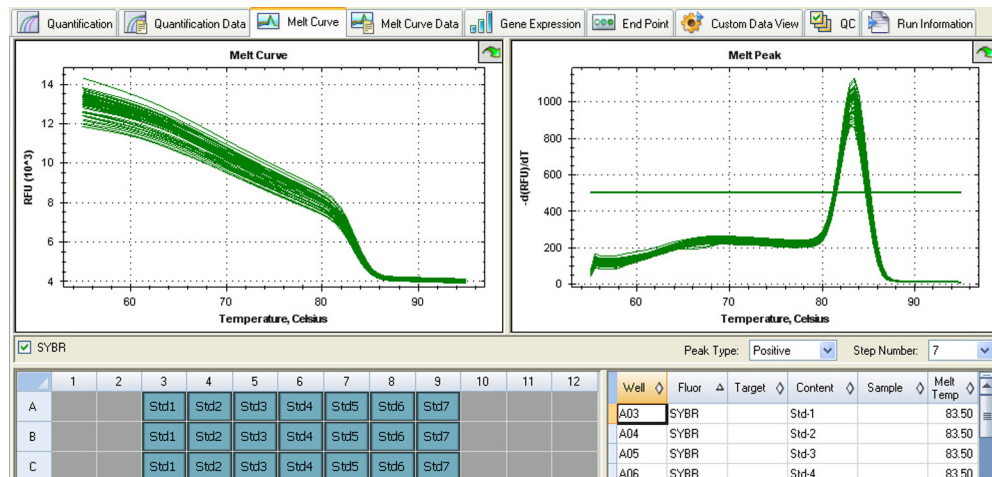 Quantification Quantification Data Melt Curve Melt Curve Data Gene Expression End Point Custom Data View QC Run Information
Melt Curve
14
12
10
8
6
4
RFU (10^3)
60 70 80 90
Temperature, Celsius
Melt Peak
1000
800
600
400
200
0
-d(RFU)/dT
60 70 80 90
Temperature, Celsius
SYBR
Peak Type: Positive Step Number: 7
1 2 3 4 5 6 7 8 9 10 11 12
A Std1 Std2 Std3 Std4 Std5 Std6 Std7
B Std1 Std2 Std3 Std4 Std5 Std6 Std7
C Std1 Std2 Std3 Std4 Std5 Std6 Std7
Well Fluor Target Content Sample Melt Temp
A03 SYBR Std-1 83.50
A04 SYBR Std-2 83.50
A05 SYBR Std-3 83.50
A06 SYBR Std-4 83.50